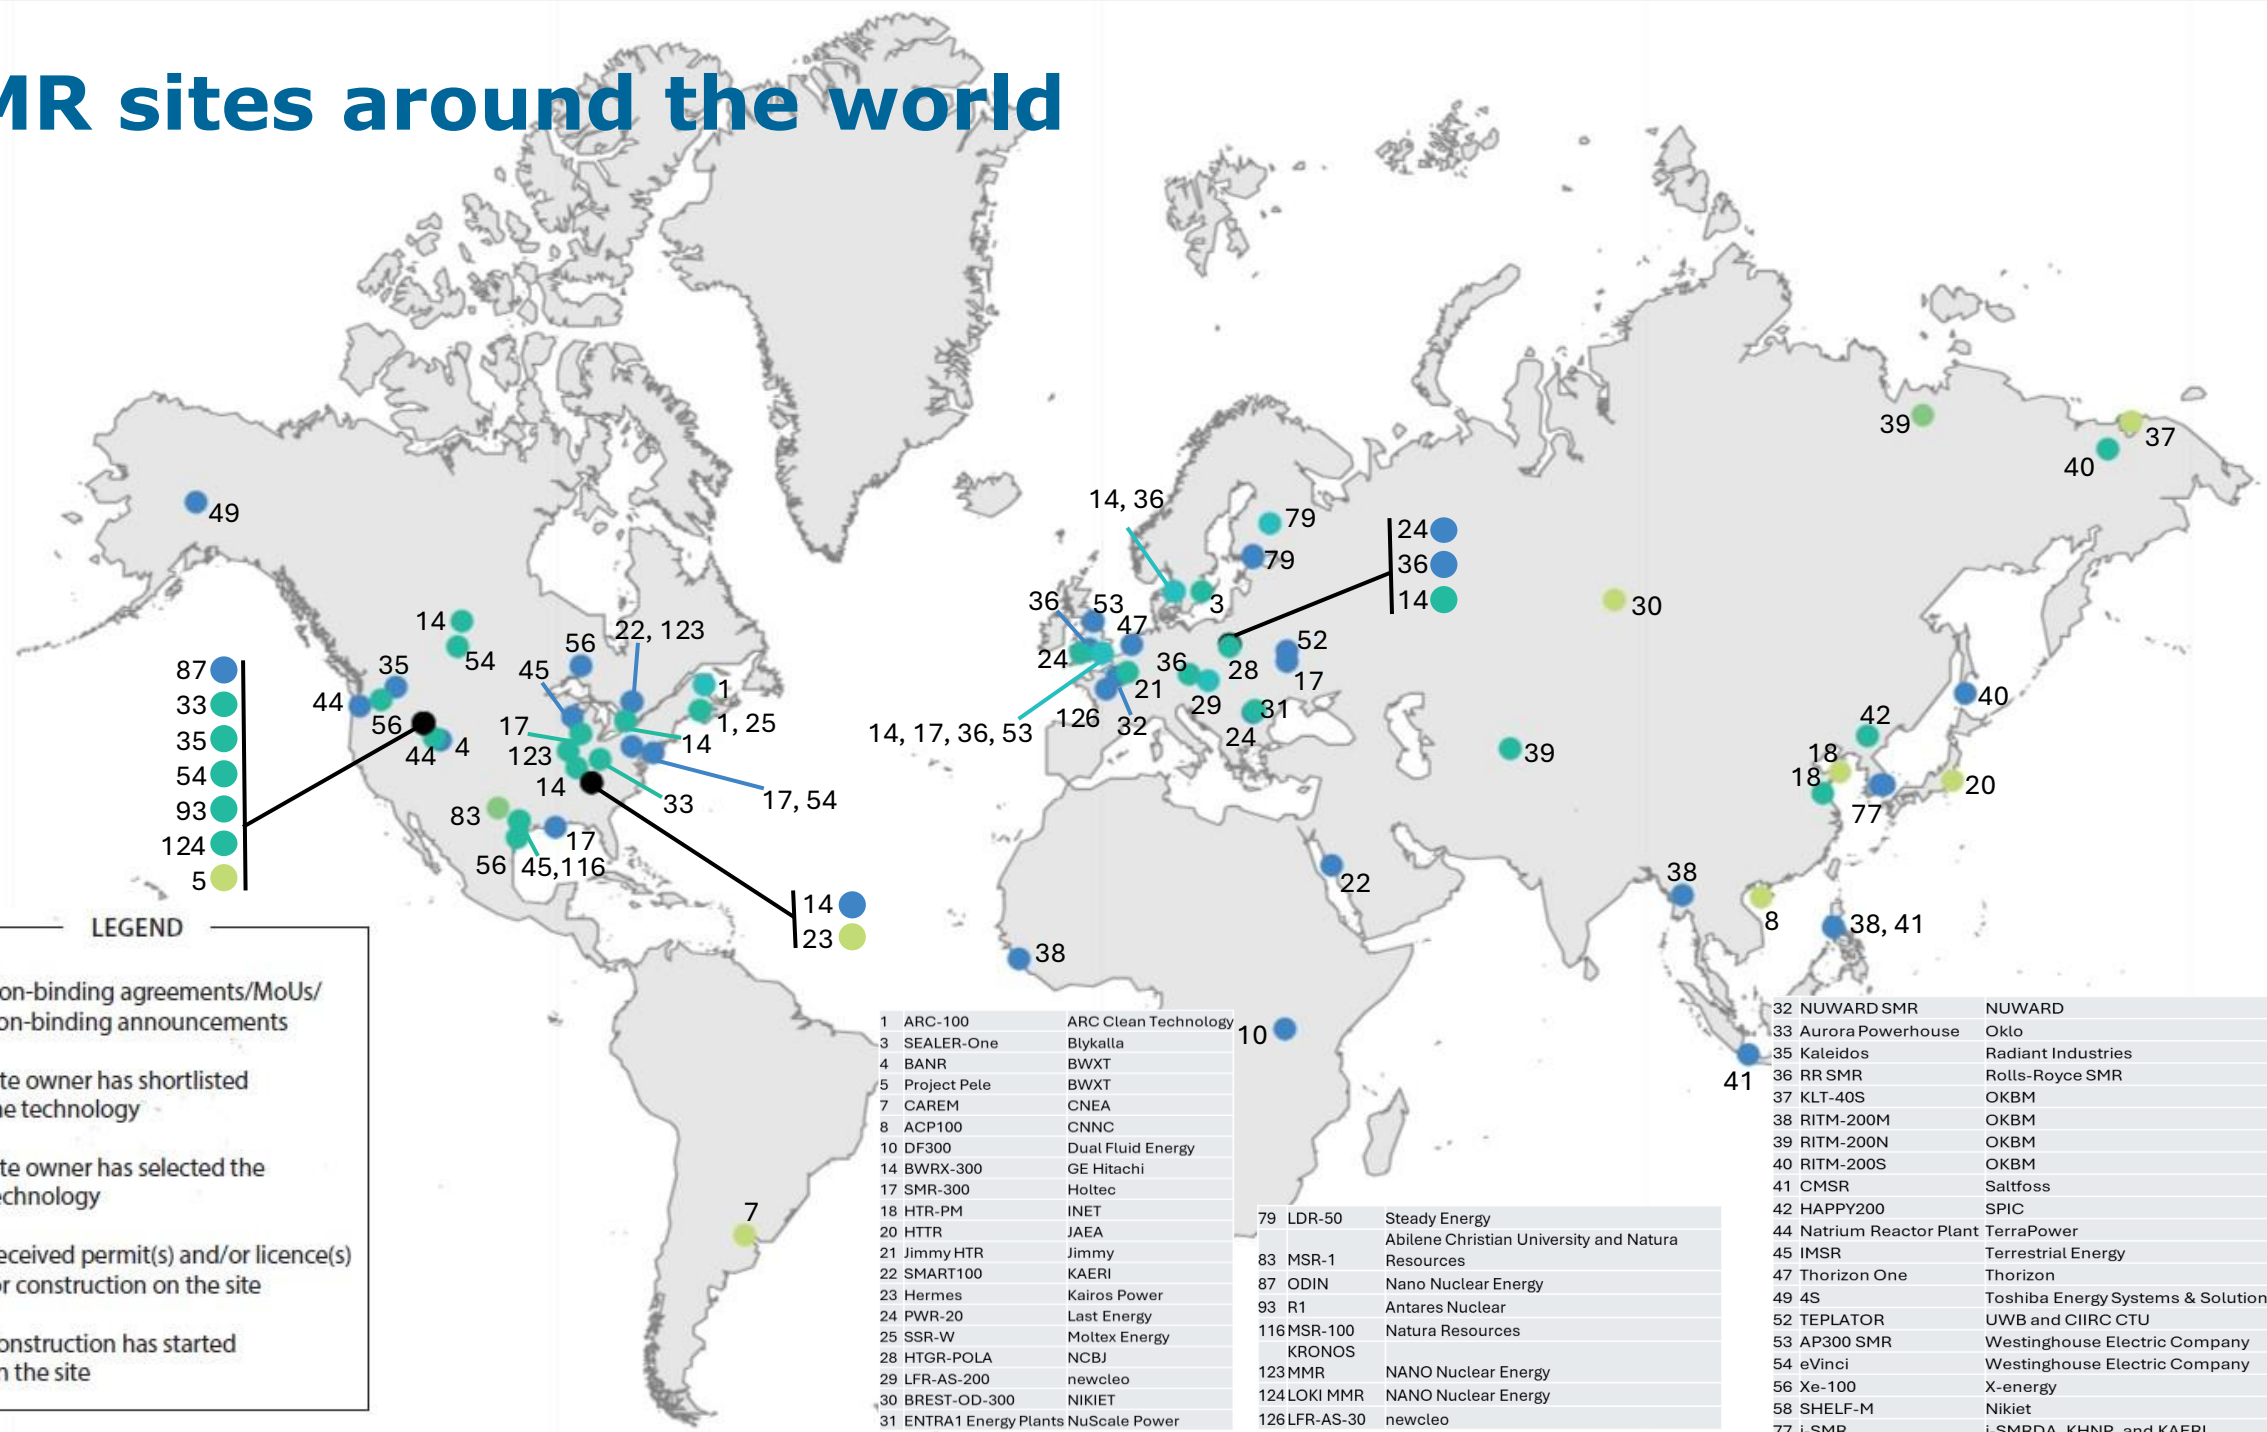 MR sites around the world
49
14
54
35
44
56
44
4
87
33
35
54
93
124
5
56
22, 123
45
17
123
14
83
56
45,116
17
33
17, 54
14
1
1, 25
14
23
14, 36
79
79
3
24
36
14
36
53
47
24
36
28
52
17
21
29
31
24
126
32
14, 17, 36, 53
30
39
37
40
40
42
18
18
20
77
39
38
8
38, 41
41
22
38
10
7
LEGEND
on-binding agreements/MoUs/
on-binding announcements
te owner has shortlisted
e technology
te owner has selected the
chnology
eceived permit(s) and/or licence(s)
or construction on the site
onstruction has started
n the site
1 ARC-100 ARC Clean Technology
3 SEALER-One Blykalla
4 BANR BWXT
5 Project Pele BWXT
7 CAREM CNEA
8 ACP100 CNNC
10 DF300 Dual Fluid Energy
14 BWRX-300 GE Hitachi
17 SMR-300 Holtec
18 HTR-PM INET
20 HTTR JAEA
21 Jimmy HTR Jimmy
22 SMART100 KAERI
23 Hermes Kairos Power
24 PWR-20 Last Energy
25 SSR-W Moltex Energy
28 HTGR-POLA NCBJ
29 LFR-AS-200 newcleo
30 BREST-OD-300 NIKIET
31 ENTRA1 Energy Plants NuScale Power
79 LDR-50 Steady Energy
Abilene Christian University and Natura
83 MSR-1 Resources
87 ODIN Nano Nuclear Energy
93 R1 Antares Nuclear
116 MSR-100 Natura Resources
KRONOS
123 MMR NANO Nuclear Energy
124 LOKI MMR NANO Nuclear Energy
126 LFR-AS-30 newcleo
32 NUWARD SMR NUWARD
33 Aurora Powerhouse Oklo
35 Kaleidos Radiant Industries
36 RR SMR Rolls-Royce SMR
37 KLT-40S OKBM
38 RITM-200M OKBM
39 RITM-200N OKBM
40 RITM-200S OKBM
41 CMSR Saltfoss
42 HAPPY200 SPIC
44 Natrium Reactor Plant TerraPower
45 IMSR Terrestrial Energy
47 Thorizon One Thorizon
49 4S Toshiba Energy Systems & Solution
52 TEPLATOR UWB and CIIRC CTU
53 AP300 SMR Westinghouse Electric Company
54 eVinci Westinghouse Electric Company
56 Xe-100 X-energy
58 SHELF-M Nikiet
77 i-SMR i-SMRDA, KHNP, and KAERI